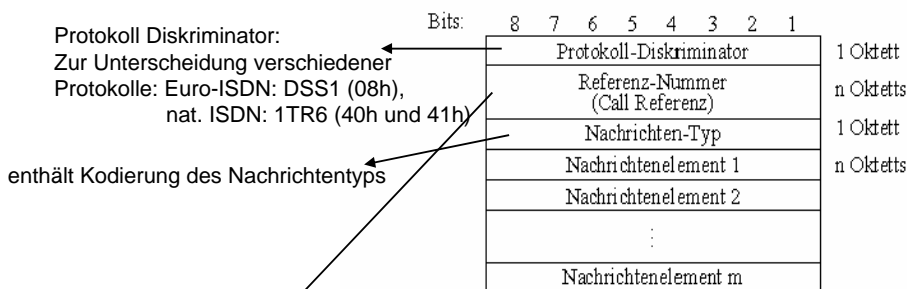 Protokoll Diskriminator:
Zur Unterscheidung verschiedener
Protokolle: Euro-ISDN: DSS1 (08h),
nat. ISDN: 1TR6 (40h und 41h)
enthält Kodierung des Nachrichtentyps
Bits: 8 7 6 5 4 3 2 1
Protokoll-Diskriminator 1 Oktett
Referenz-Nummer
(Call Referenz) n Oktetts
Nachrichten-Typ 1 Oktett
Nachrichtenelement 1 n Oktetts
Nachrichtenelement 2
⋮
Nachrichtenelement m